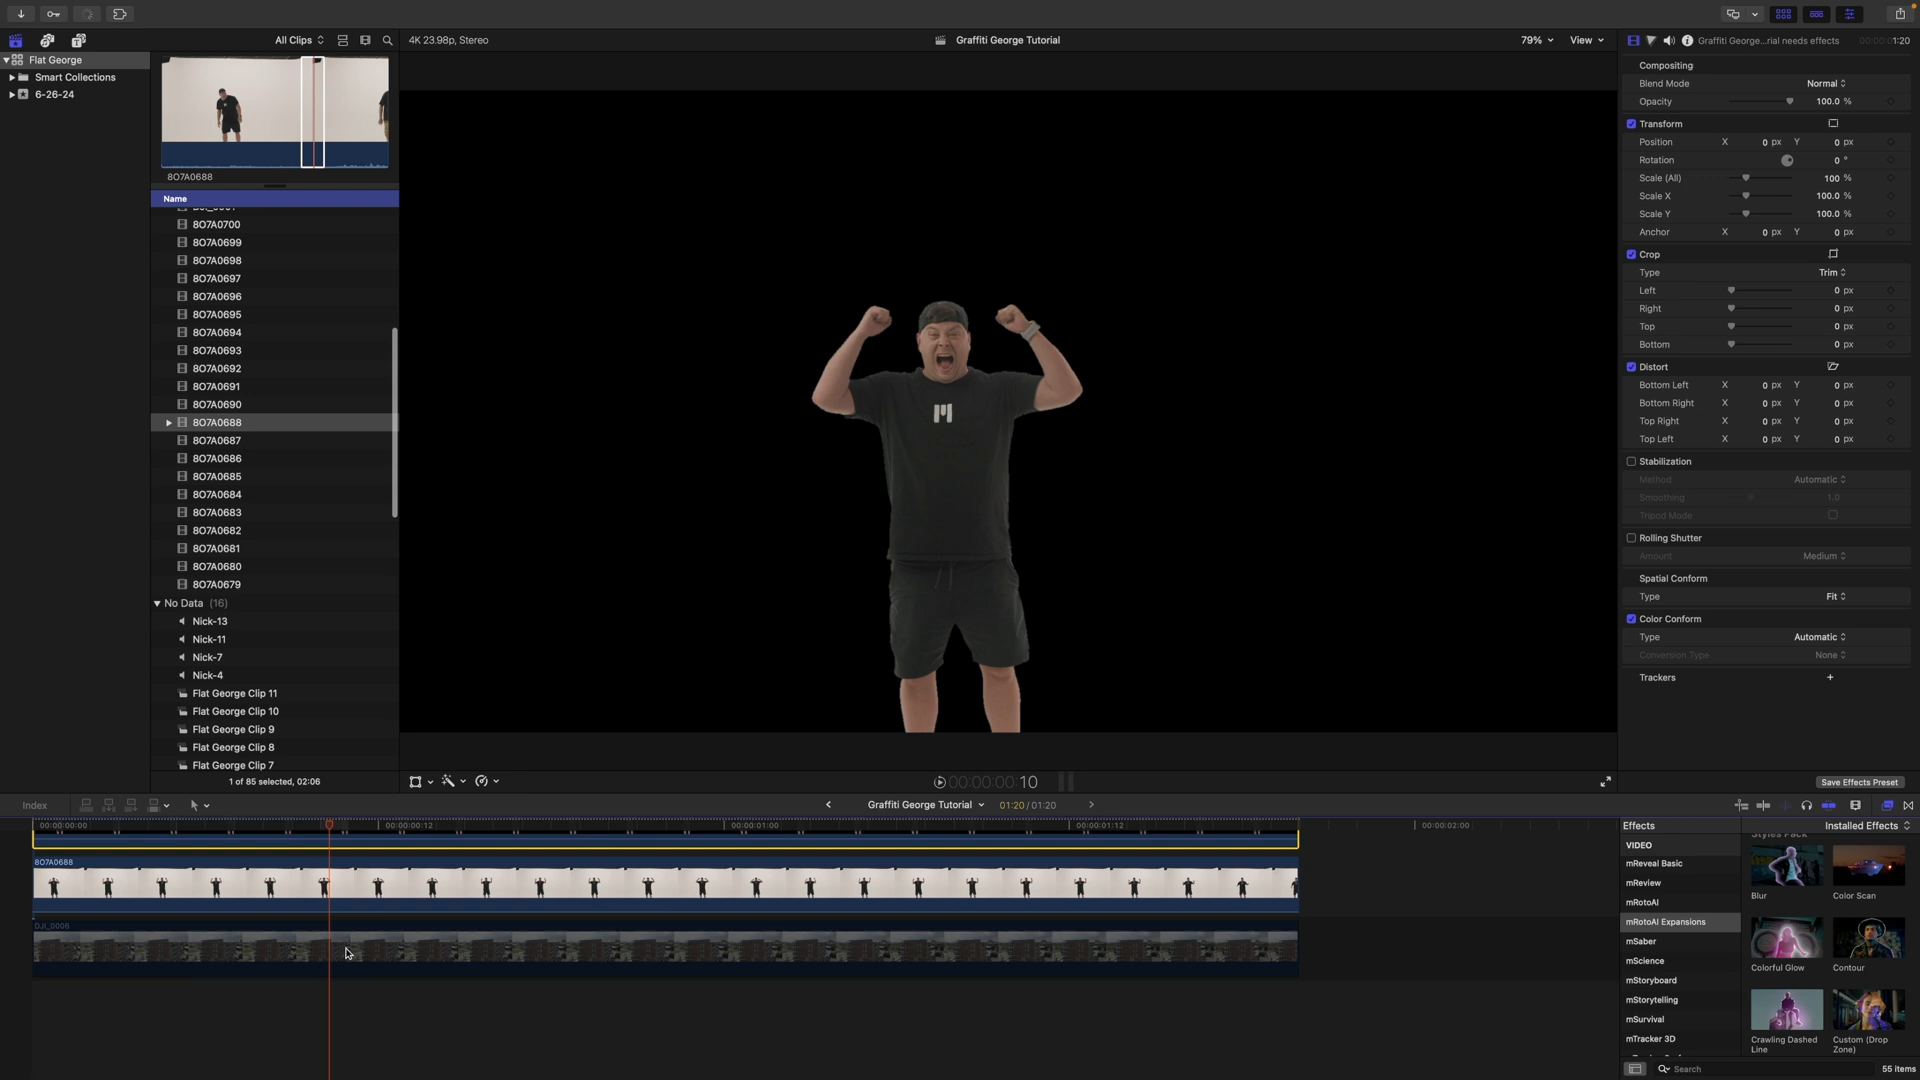 All Clips
4K 23.98p, Stereo
Graffiti George Tutorial
79%
View
Graffiti George...rial needs effects
00:00:01:20
Flat George
Smart Collections
6-26-24
8O7A0688
Name
8O7A0700
8O7A0699
8O7A0698
8O7A0697
8O7A0696
8O7A0695
8O7A0694
8O7A0693
8O7A0692
8O7A0691
8O7A0690
8O7A0688
8O7A0687
8O7A0686
8O7A0685
8O7A0684
8O7A0683
8O7A0682
8O7A0681
8O7A0680
8O7A0679
No Data (16)
Nick-13
Nick-11
Nick-7
Nick-4
Flat George Clip 11
Flat George Clip 10
Flat George Clip 9
Flat George Clip 8
Flat George Clip 7
1 of 85 selected, 02:06
00:00:00:10
Compositing
Blend Mode Normal
Opacity 100.0 %
Transform
Position X 0 px Y 0 px
Rotation 0 °
Scale (All) 100 %
Scale X 100.0 %
Scale Y 100.0 %
Anchor X 0 px Y 0 px
Crop
Type Trim
Left 0 px
Right 0 px
Top 0 px
Bottom 0 px
Distort
Bottom Left X 0 px Y 0 px
Bottom Right X 0 px Y 0 px
Top Right X 0 px Y 0 px
Top Left X 0 px Y 0 px
Stabilization
Method Automatic
Smoothing 1.0
Tripod Mode
Rolling Shutter
Amount Medium
Spatial Conform
Type Fit
Color Conform
Type Automatic
Conversion Type None
Trackers +
Save Effects Preset
Index
Graffiti George Tutorial
01:20 / 01:20
00:00:00:00
00:00:00:12
00:00:01:00
00:00:01:12
00:00:02:00
8O7A0688
DJI_0006
Effects
Installed Effects
VIDEO
mReveal Basic
mReview
mRotoAI
mRotoAI Expansions
mSaber
mScience
mStoryboard
mStorytelling
mSurvival
mTracker 3D
Styles Pack
Blur
Color Scan
Colorful Glow
Contour
Crawling Dashed Line
Custom (Drop Zone)
Search
55 items